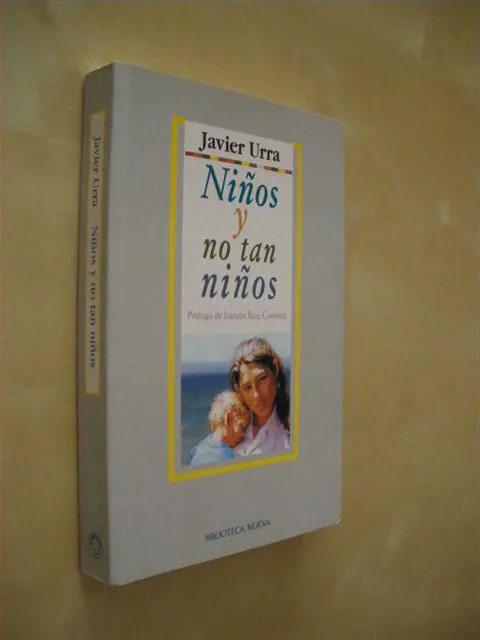 Javier Urra
Niños
y
no tan
niños
Prólogo de Joaquín Ruiz-Giménez
BIBLIOTECA NUEVA
Javier Urra Niños y no tan niños